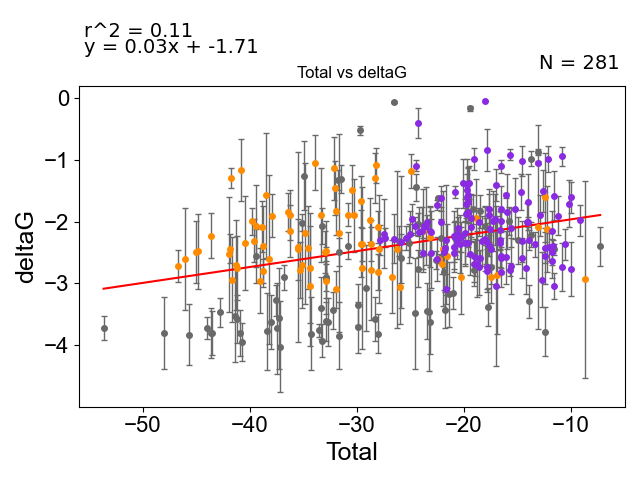 r^2 = 0.11
y = 0.03x + -1.71
N = 281
Total vs deltaG
deltaG
0
−1
−2
−3
−4
−50
−40
−30
−20
−10
Total